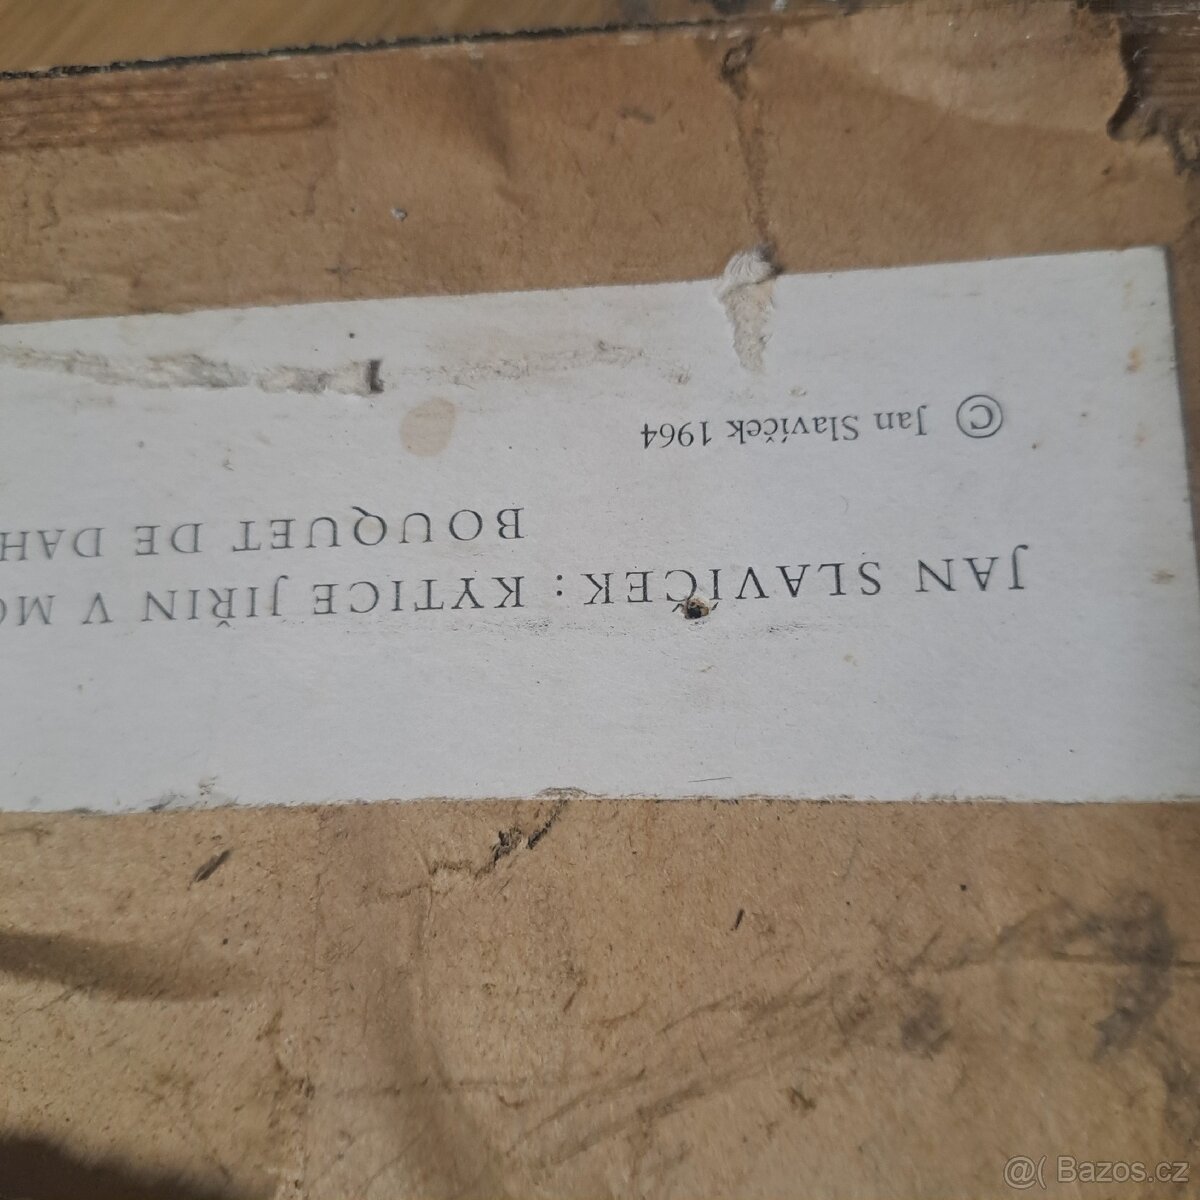 JAN SLAVÍČEK: KYTICE JIŘIN V
BOUQUET DE
© Jan Slavíček 1964
@( Bazos.cz